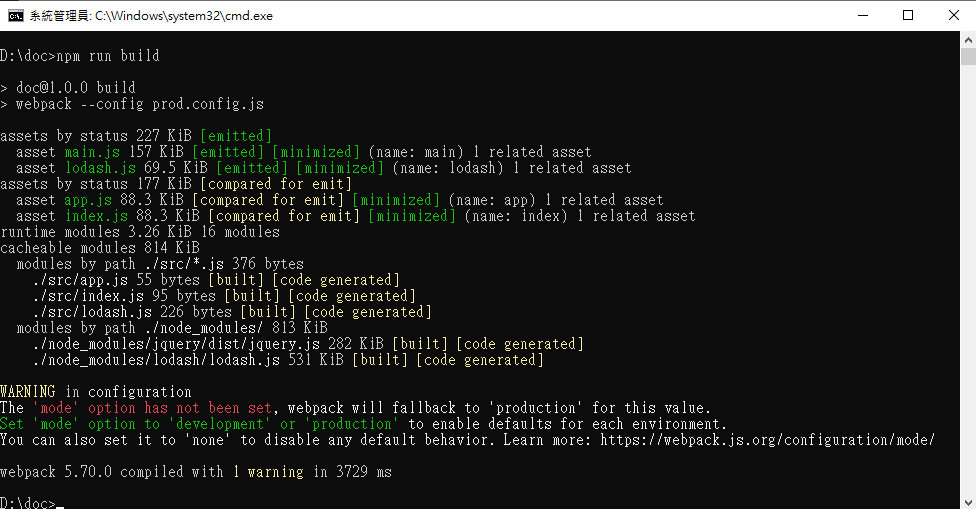 系統管理員: C:\Windows\system32\cmd.exe
D:\doc>npm run build
> doc@1.0.0 build
> webpack --config prod.config.js
assets by status 227 KiB [emitted]
  asset main.js 157 KiB [emitted] [minimized] (name: main) 1 related asset
  asset lodash.js 69.5 KiB [emitted] [minimized] (name: lodash) 1 related asset
assets by status 177 KiB [compared for emit]
  asset app.js 88.3 KiB [compared for emit] [minimized] (name: app) 1 related asset
  asset index.js 88.3 KiB [compared for emit] [minimized] (name: index) 1 related asset
runtime modules 3.26 KiB 16 modules
cacheable modules 814 KiB
  modules by path ./src/*.js 376 bytes
    ./src/app.js 55 bytes [built] [code generated]
    ./src/index.js 95 bytes [built] [code generated]
    ./src/lodash.js 226 bytes [built] [code generated]
  modules by path ./node_modules/ 813 KiB
    ./node_modules/jquery/dist/jquery.js 282 KiB [built] [code generated]
    ./node_modules/lodash/lodash.js 531 KiB [built] [code generated]
WARNING in configuration
The 'mode' option has not been set, webpack will fallback to 'production' for this value.
Set 'mode' option to 'development' or 'production' to enable defaults for each environment.
You can also set it to 'none' to disable any default behavior. Learn more: https://webpack.js.org/configuration/mode/
webpack 5.70.0 compiled with 1 warning in 3729 ms
D:\doc>